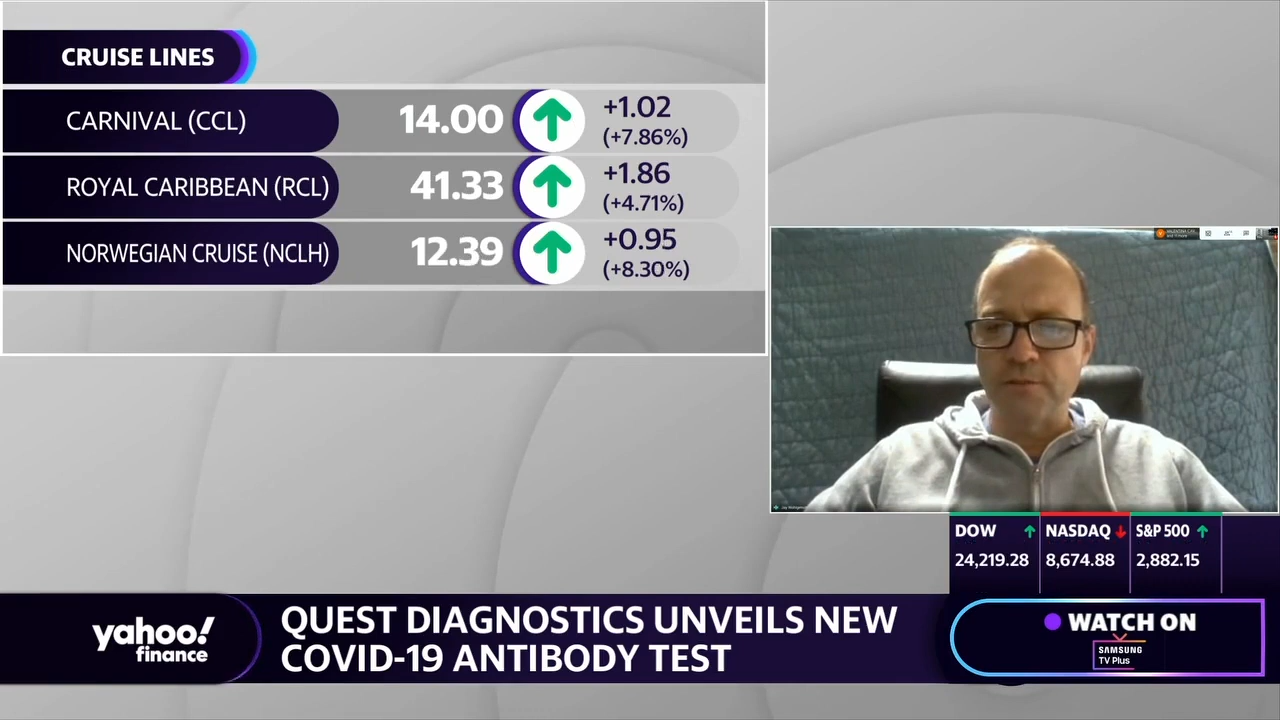 CRUISE LINES
CARNIVAL (CCL) 14.00 +1.02
(+7.86%)
ROYAL CARIBBEAN (RCL) 41.33 +1.86
(+4.71%)
NORWEGIAN CRUISE (NCLH) 12.39 +0.95
(+8.30%)
DOW NASDAQ S&P 500
24,219.28 8,674.88 2,882.15
yahoo!
finance
QUEST DIAGNOSTICS UNVEILS NEW
COVID-19 ANTIBODY TEST
WATCH ON
SAMSUNG
TV Plus